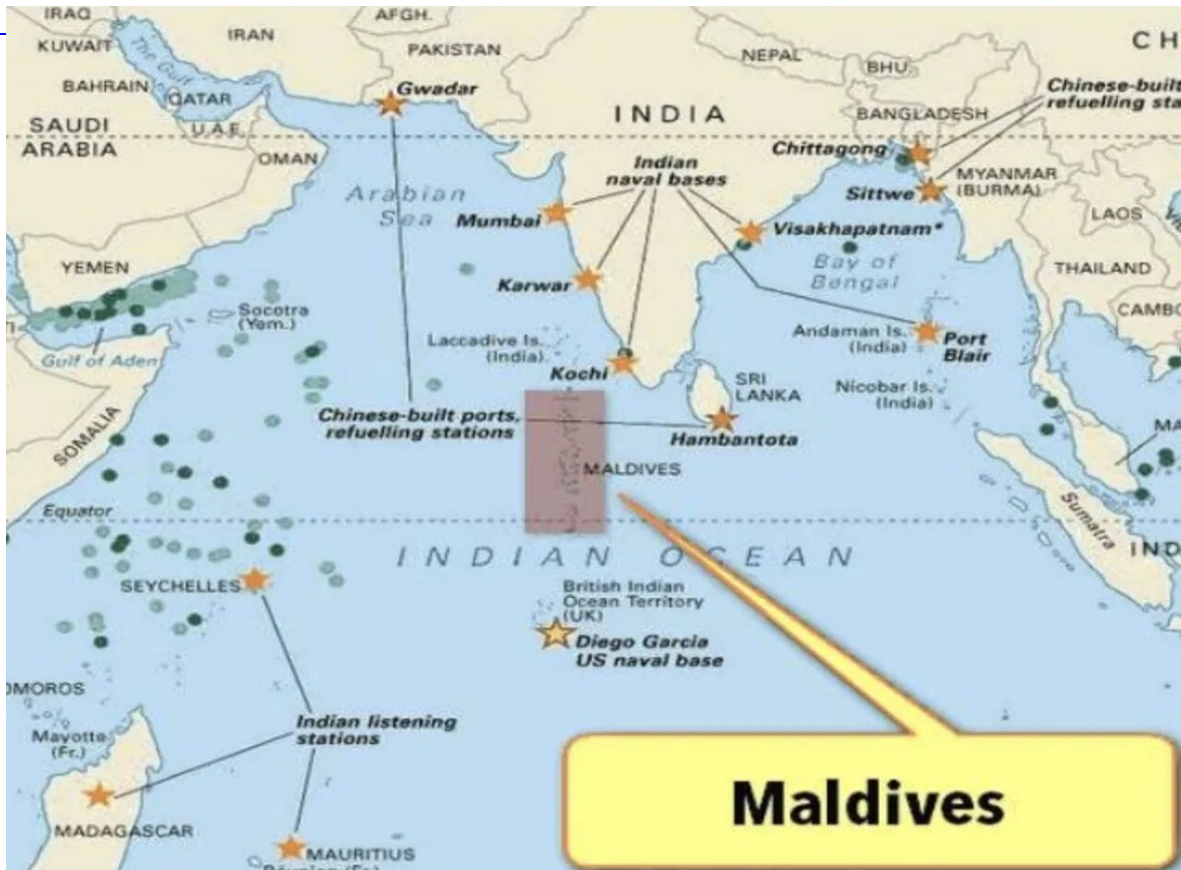 IRAQ
AFGH.
CH
KUWAIT
IRAN
PAKISTAN
NEPAL
BHU.
The Gulf
BAHRAIN
QATAR
Gwadar
Chinese-built
refuelling sta
SAUDI
ARABIA
U.A.E.
INDIA
BANGLADESH
OMAN
Chittagong
Indian
naval bases
MYANMAR
(BURMA)
Sittwe
Arabian
Sea
Mumbai
LAOS
Visakhapatnam*
YEMEN
Bay of
Bengal
THAILAND
Karwar
Socotra
(Yem.)
CAMBO
Gulf of Aden
Laccadive Is.
(India)
Andaman Is.
(India)
Port
Blair
Kochi
SRI
LANKA
Nicobar Is.
(India)
SOMALIA
Chinese-built ports,
refuelling stations
Hambantota
MA
MALDIVES
Equator
Sumatra
INDIAN OCEAN
IND
SEYCHELLES
British Indian
Ocean Territory
(UK)
Diego Garcia
US naval base
OMOROS
Mayotte
(Fr.)
Indian listening
stations
Maldives
MADAGASCAR
MAURITIUS